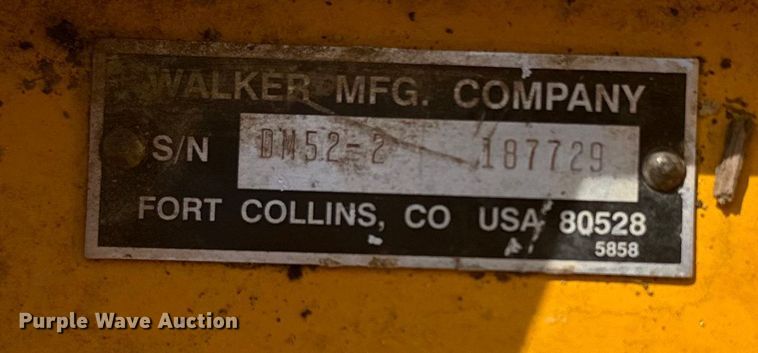 WALKER MFG. COMPANY
S/N DM52-2 187729
FORT COLLINS, CO USA 80528
5858
Purple Wave Auction